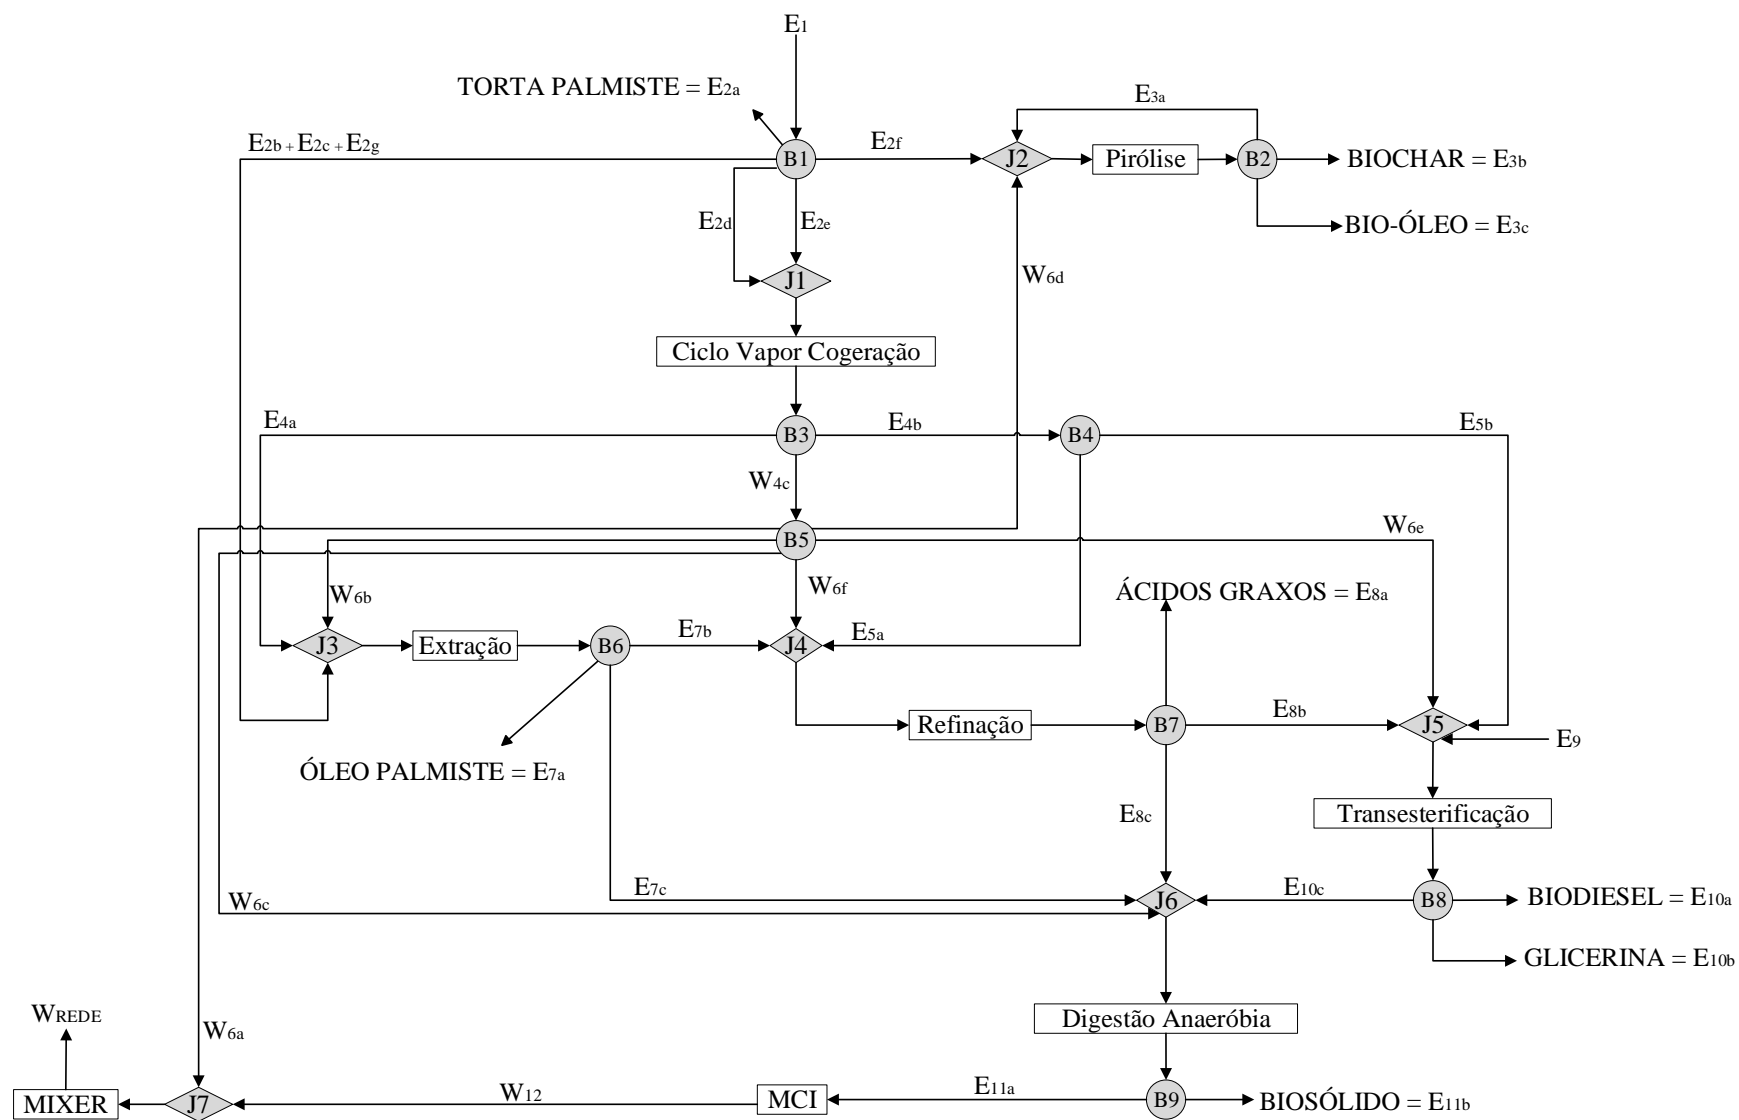 E1
TORTA PALMISTE = E2a
E3a
E2b + E2c + E2g
B1
E2f
J2
Pirólise
B2
BIOCHAR = E3b
E2d
E2e
BIO-ÓLEO = E3c
J1
W6d
Ciclo Vapor Cogeração
E4a
B3
E4b
B4
E5b
W4c
B5
W6e
W6b
W6f
ÁCIDOS GRAXOS = E8a
J3
Extração
B6
E7b
J4
E5a
Refinação
B7
E8b
J5
E9
ÓLEO PALMISTE = E7a
E8c
Transesterificação
W6c
E7c
J6
E10c
B8
BIODIESEL = E10a
GLICERINA = E10b
WREDE
W6a
Digestão Anaeróbia
MIXER
J7
W12
MCI
E11a
B9
BIOSÓLIDO = E11b